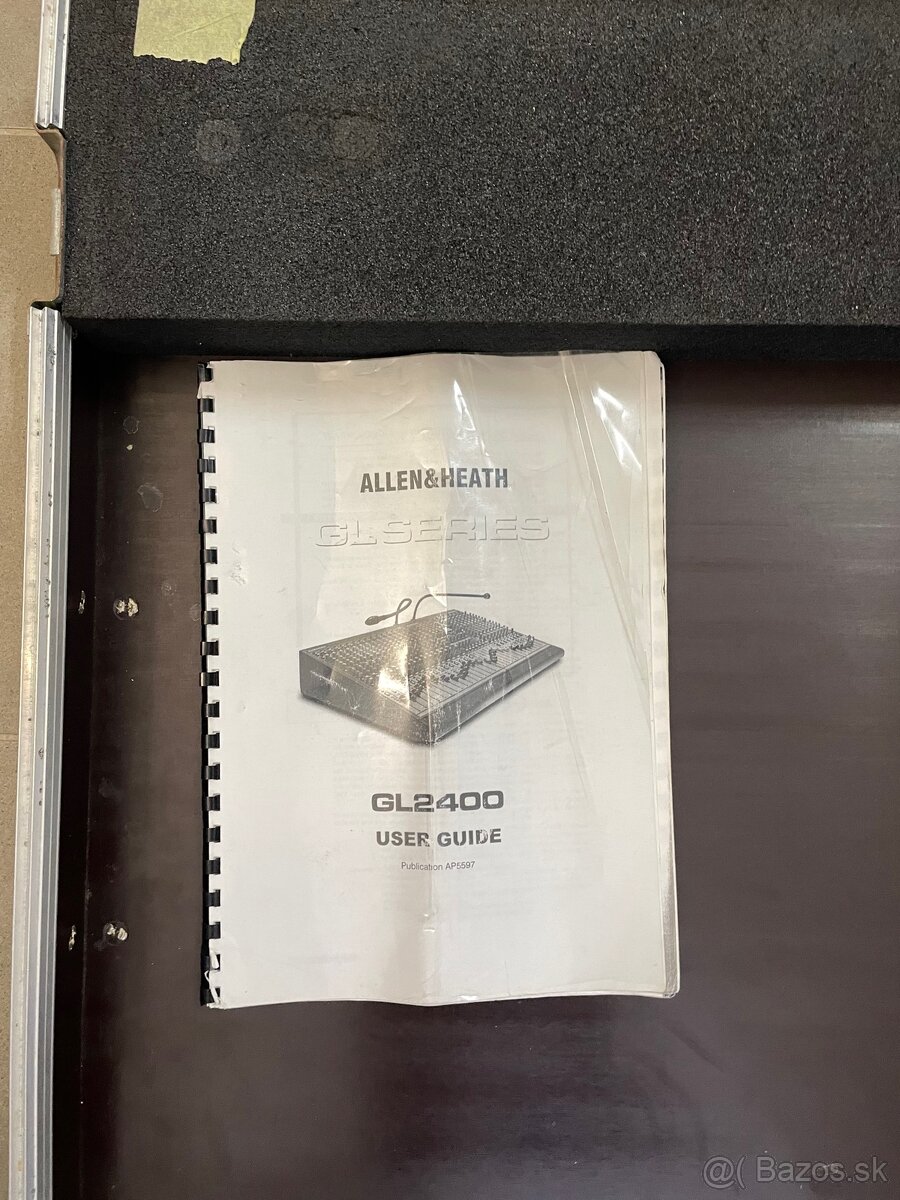 ALLEN&HEATH
GL SERIES
GL2400
USER GUIDE
Publication AP5597
@( Bazos.sk